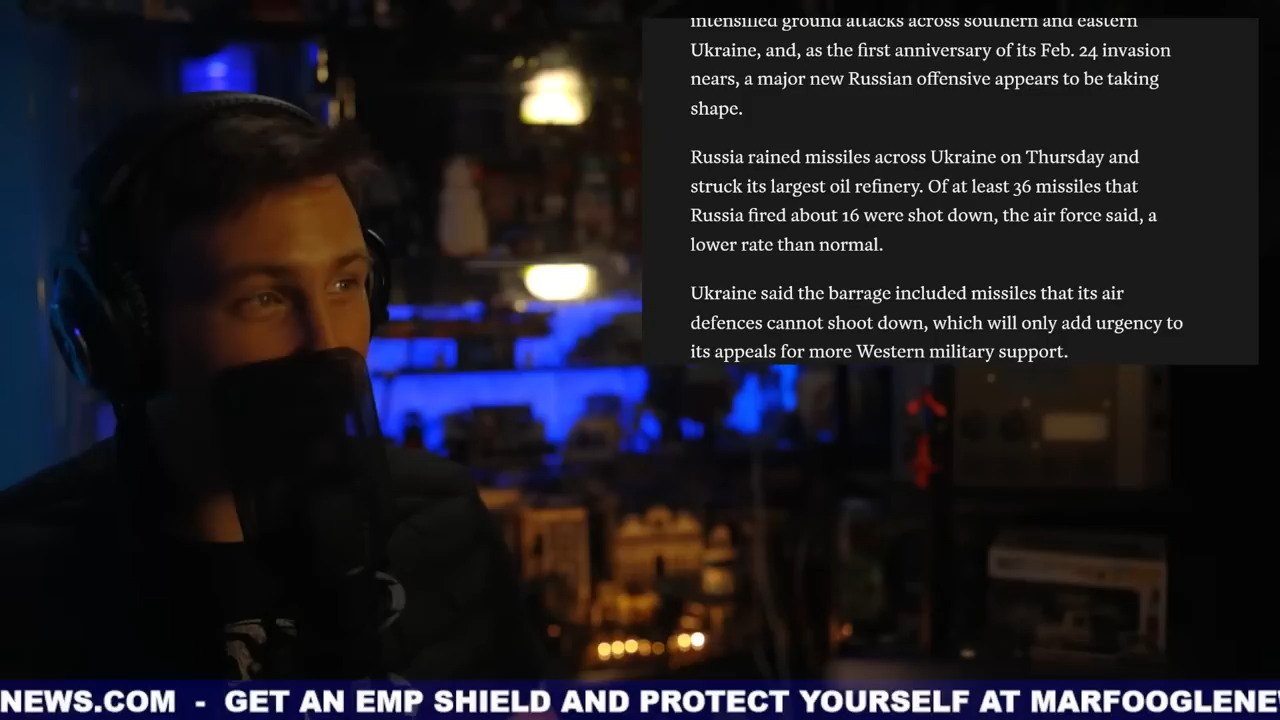 intensified ground attacks across southern and eastern
Ukraine, and, as the first anniversary of its Feb. 24 invasion
nears, a major new Russian offensive appears to be taking
shape.
Russia rained missiles across Ukraine on Thursday and
struck its largest oil refinery. Of at least 36 missiles that
Russia fired about 16 were shot down, the air force said, a
lower rate than normal.
Ukraine said the barrage included missiles that its air
defences cannot shoot down, which will only add urgency to
its appeals for more Western military support.
NEWS.COM - GET AN EMP SHIELD AND PROTECT YOURSELF AT MARFOOGLENE